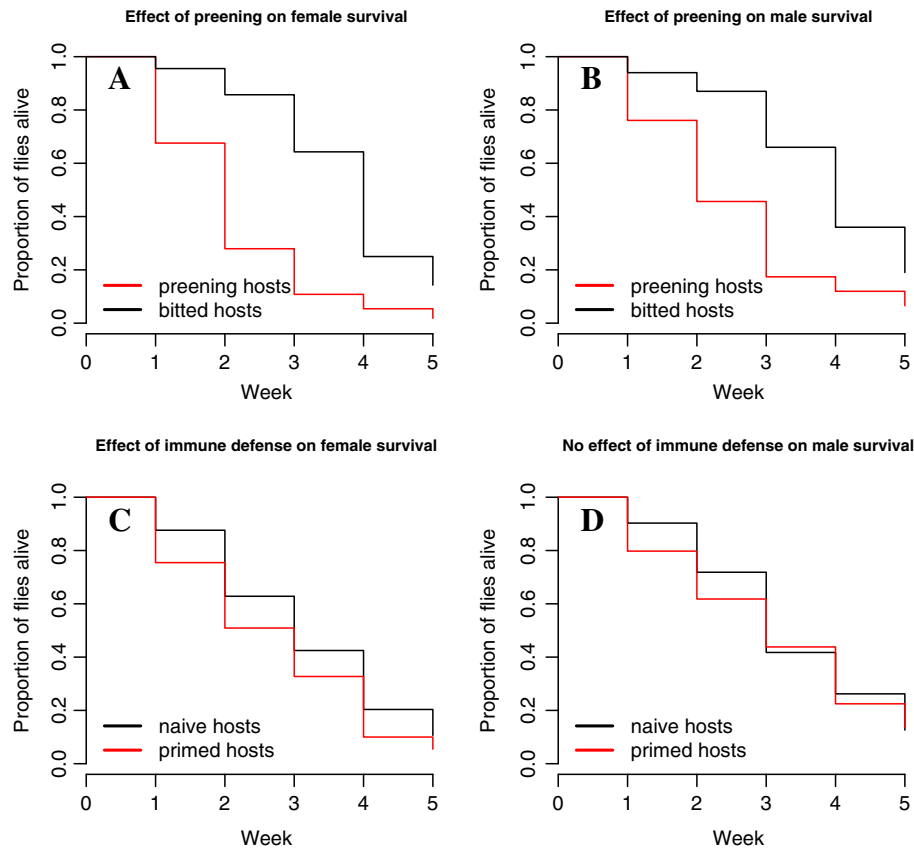 Effect of preening on female survival
A
Proportion of flies alive
0.0 0.2 0.4 0.6 0.8 1.0
preening hosts
bitted hosts
0 1 2 3 4 5
Week
Effect of preening on male survival
B
Proportion of flies alive
0.0 0.2 0.4 0.6 0.8 1.0
preening hosts
bitted hosts
0 1 2 3 4 5
Week
Effect of immune defense on female survival
C
Proportion of flies alive
0.0 0.2 0.4 0.6 0.8 1.0
naive hosts
primed hosts
0 1 2 3 4 5
Week
No effect of immune defense on male survival
D
Proportion of flies alive
0.0 0.2 0.4 0.6 0.8 1.0
naive hosts
primed hosts
0 1 2 3 4 5
Week